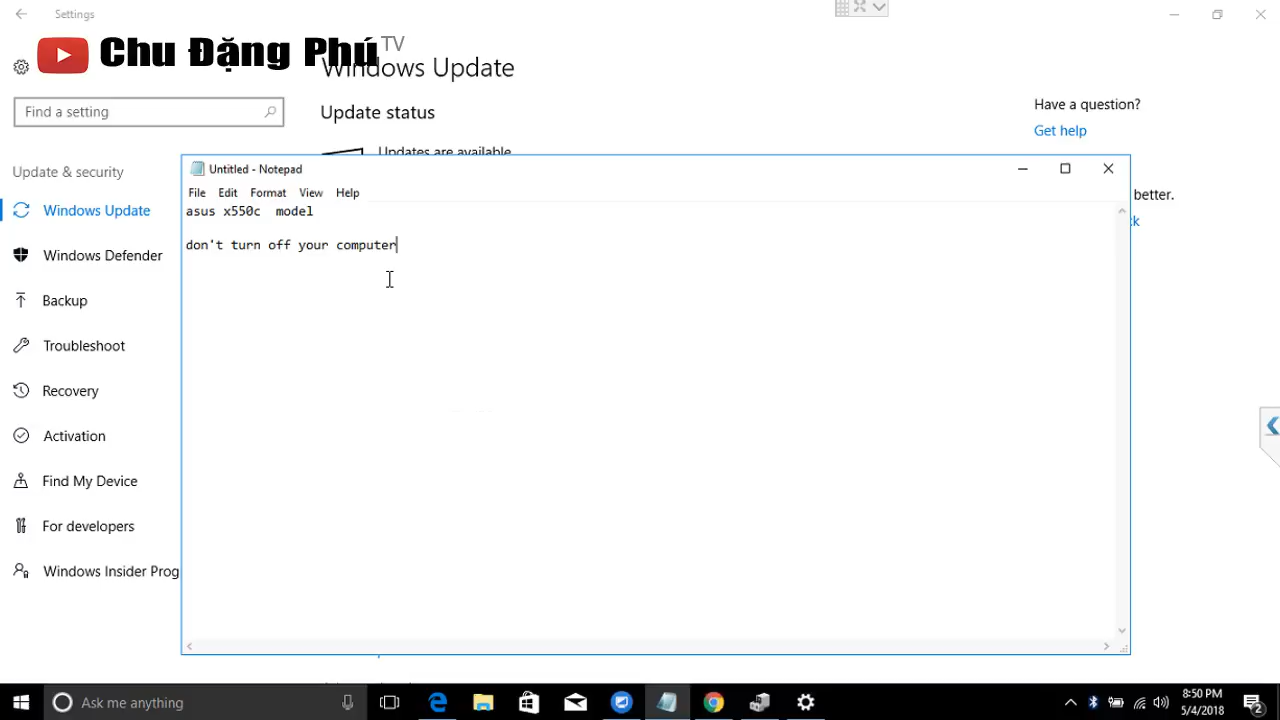 Settings
Chu Đặng Phú TV
Windows Update
Find a setting
Update status
Have a question?
Get help
Updates are available
Update & security
Untitled - Notepad
better.
File Edit Format View Help
Windows Update
asus x550c  model
don't turn off your computer
Windows Defender
Backup
Troubleshoot
Recovery
Activation
Find My Device
For developers
Windows Insider Prog
Ask me anything
8:50 PM
5/4/2018
2